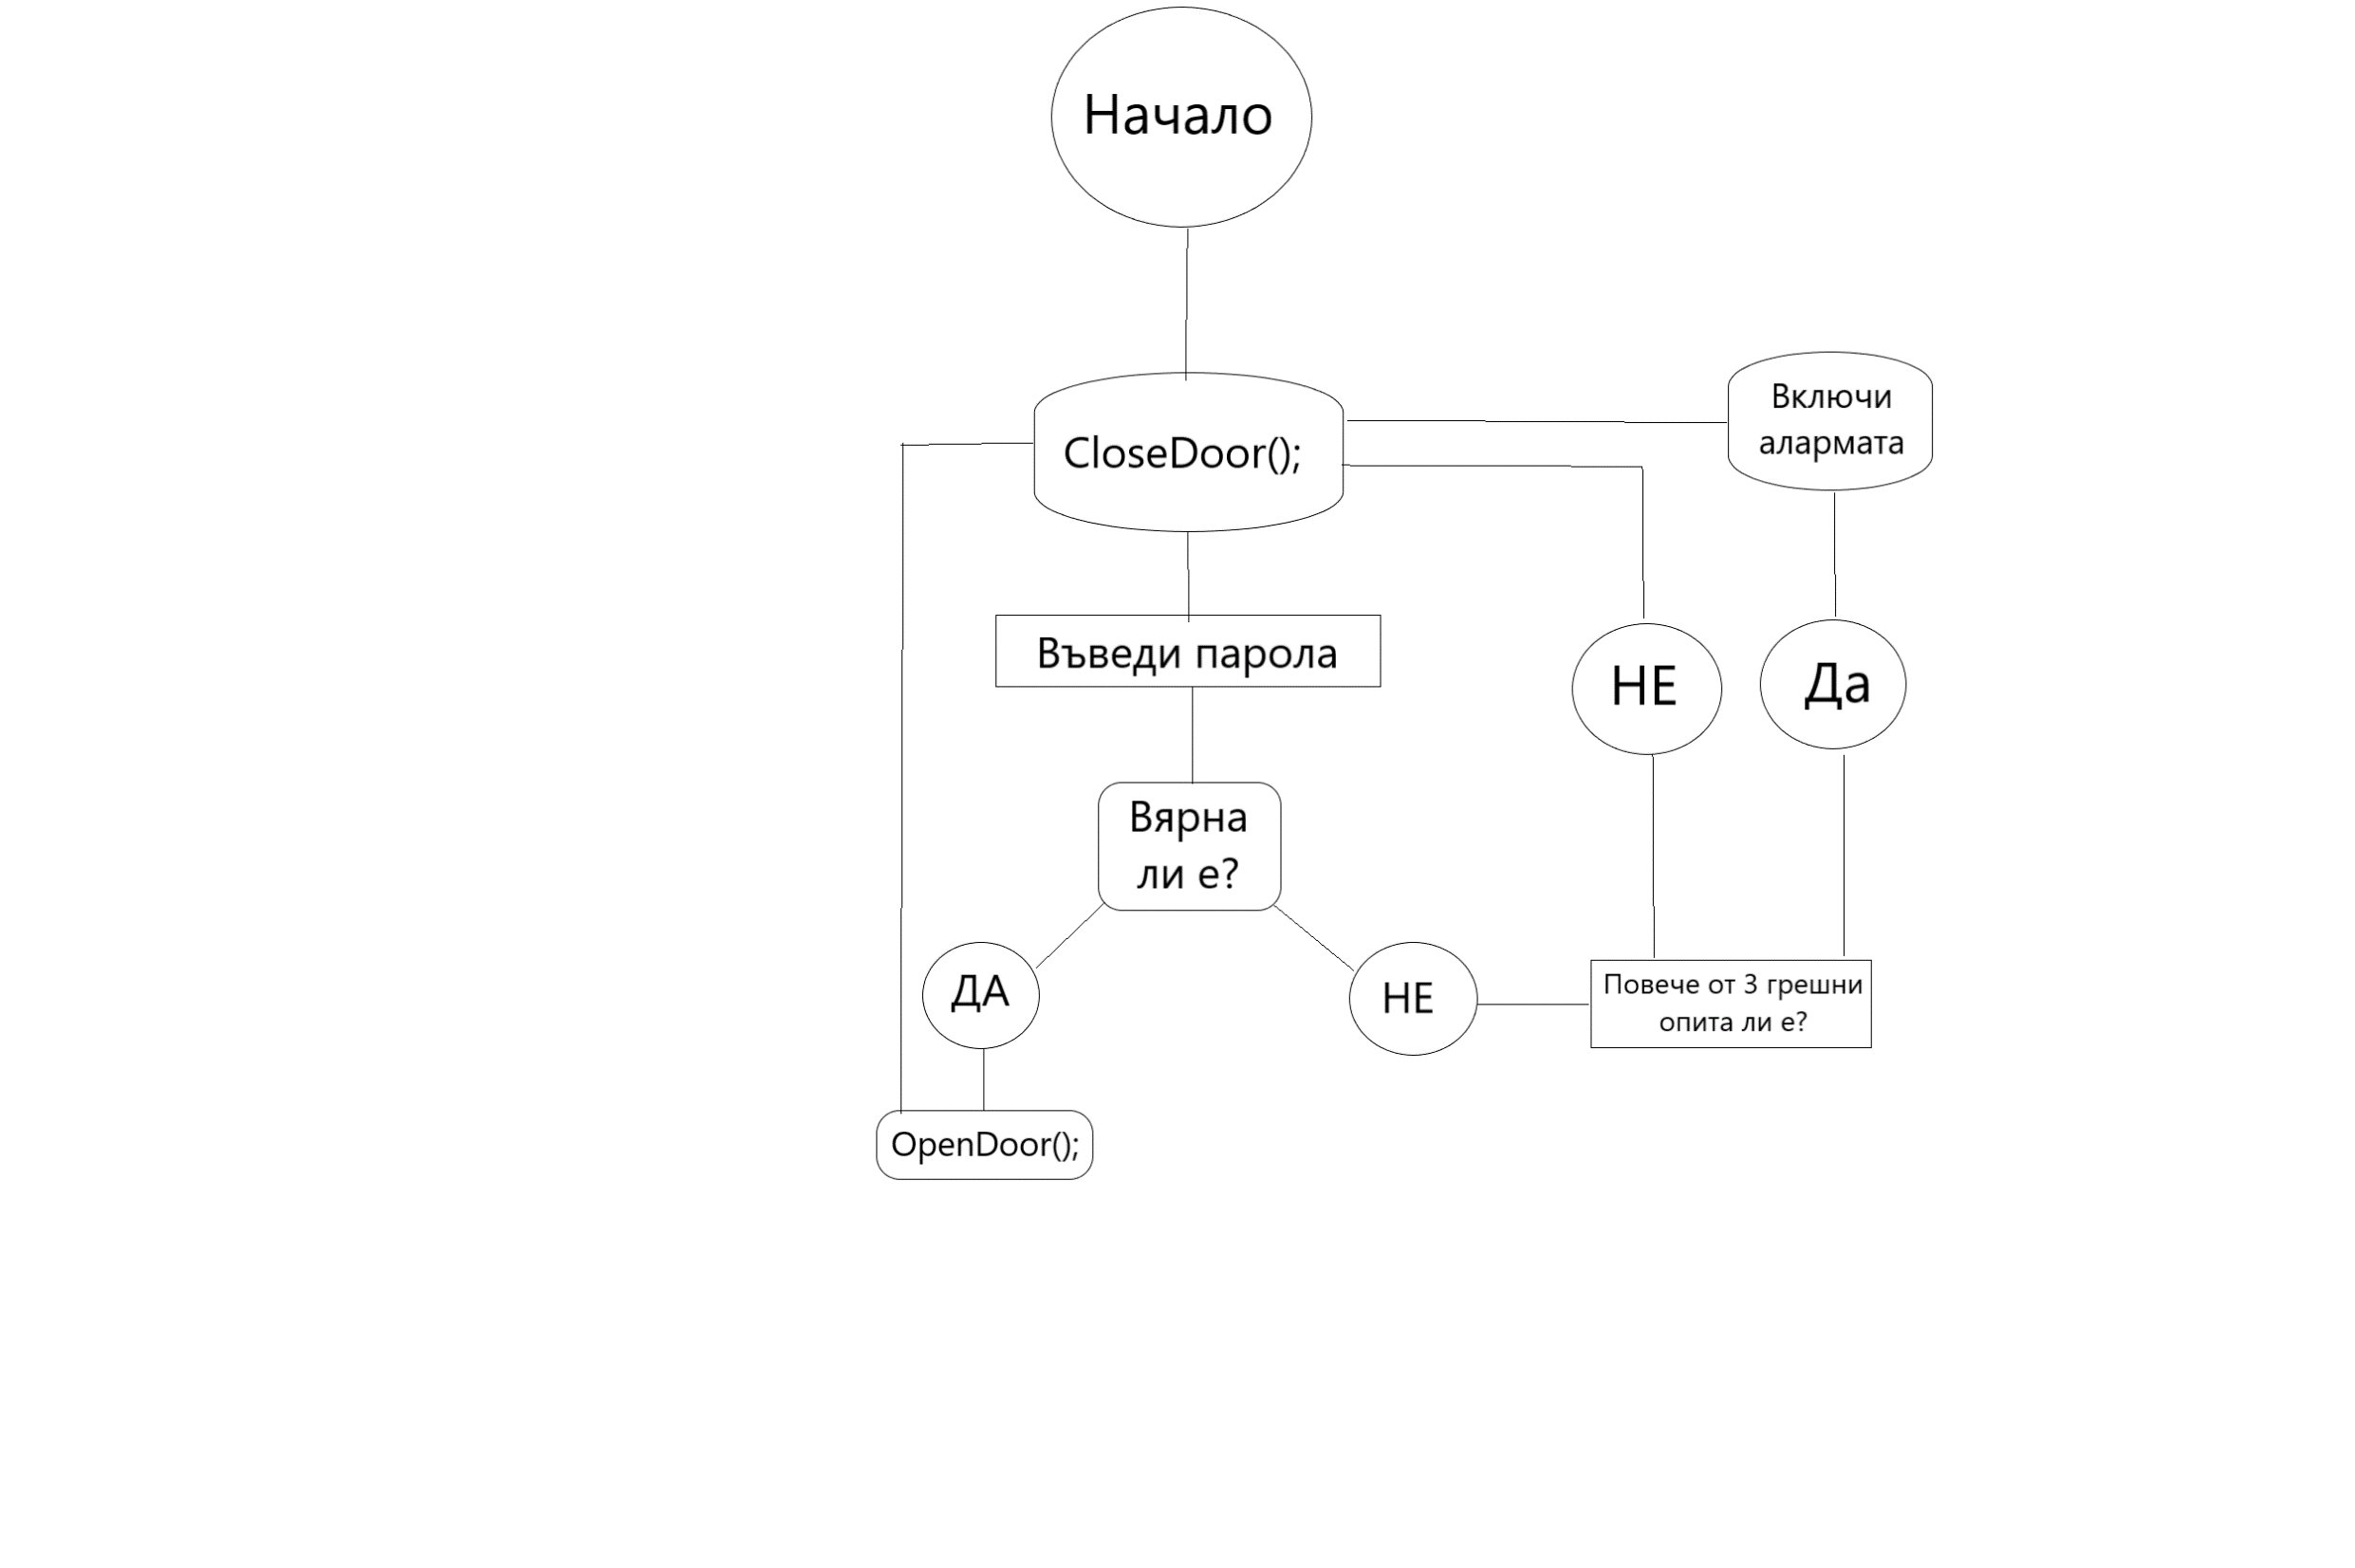 Начало
CloseDoor();
Включи
алармата
Въведи парола
НЕ
Да
Вярна
ли е?
ДА
НЕ
Повече от 3 грешни
опита ли е?
OpenDoor();